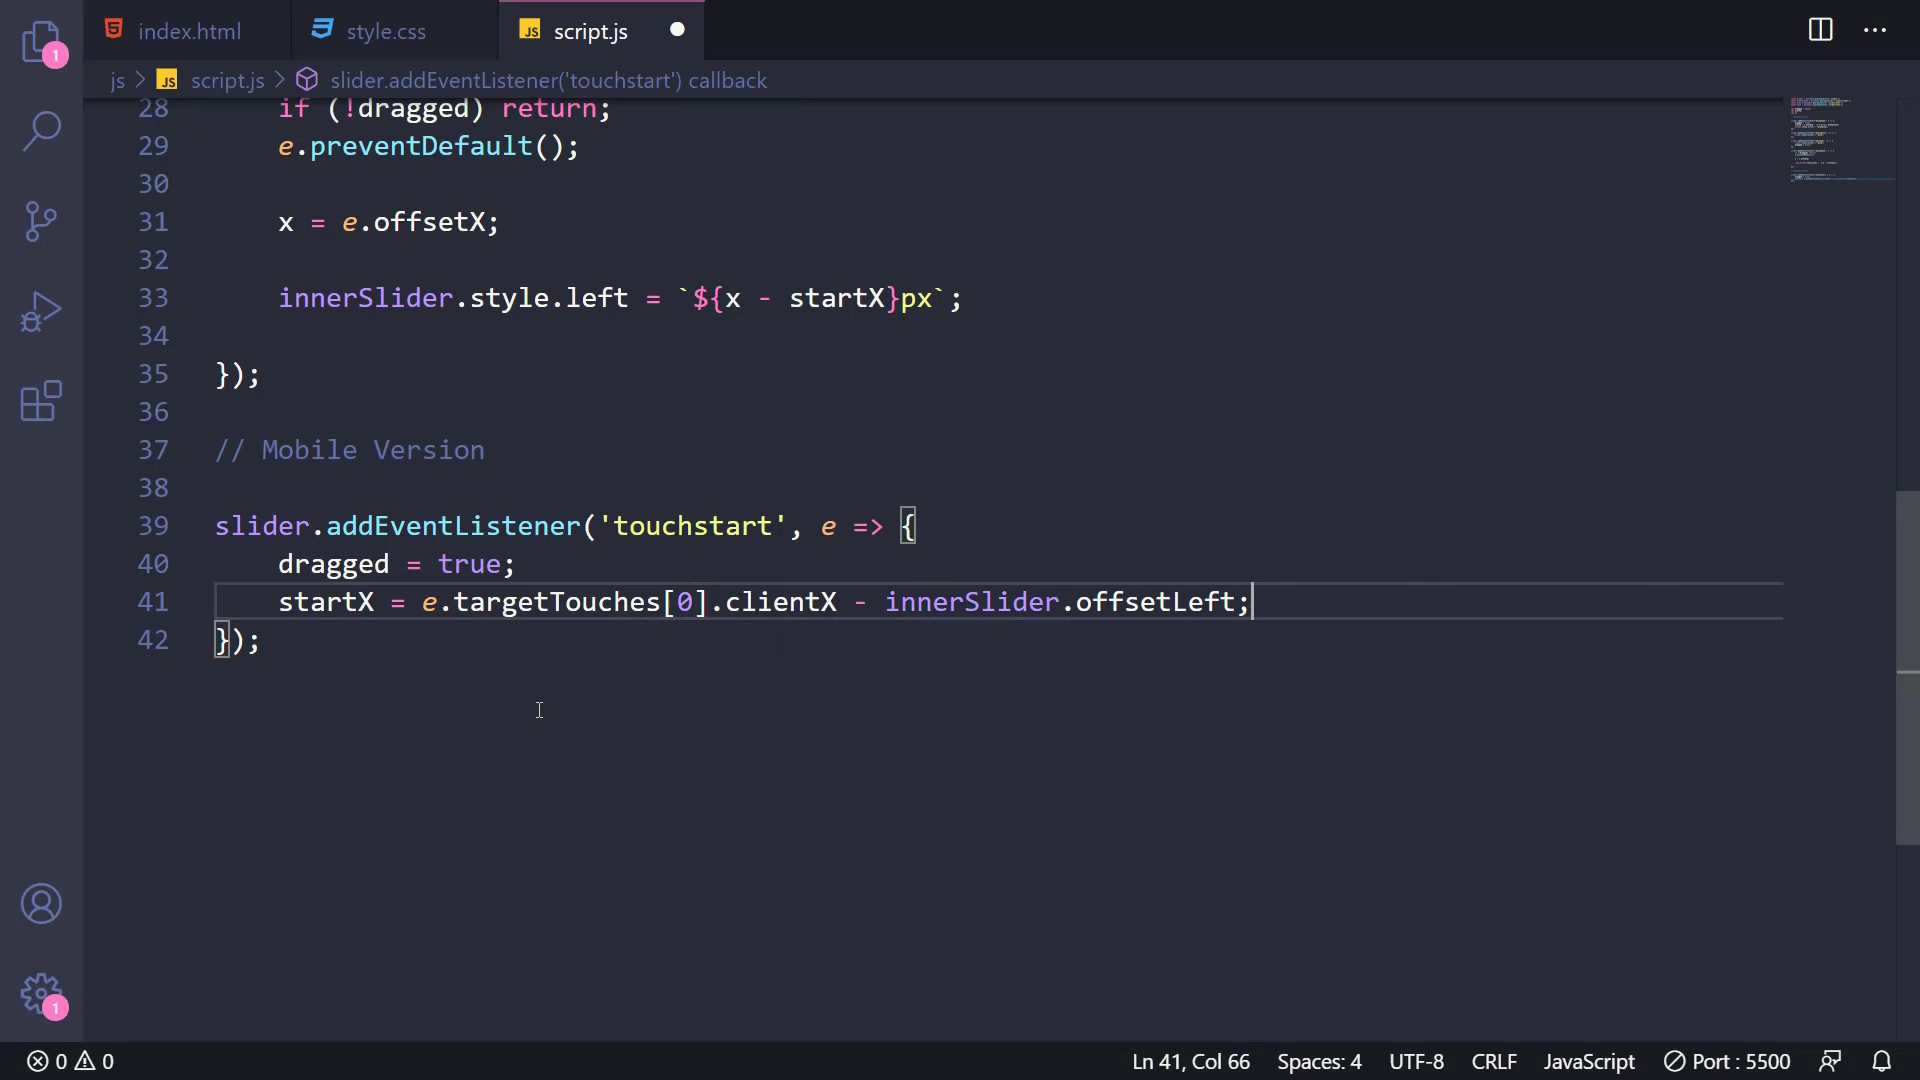 index.html
style.css
JS script.js
js > JS script.js > slider.addEventListener('touchstart') callback
28 if (!dragged) return;
29 e.preventDefault();
30
31 x = e.offsetX;
32
33 innerSlider.style.left = `${x - startX}px`;
34
35 });
36
37 // Mobile Version
38
39 slider.addEventListener('touchstart', e => {
40 dragged = true;
41 startX = e.targetTouches[0].clientX - innerSlider.offsetLeft;
42 });
1
1
0 0
Ln 41, Col 66
Spaces: 4
UTF-8
CRLF
JavaScript
Port : 5500